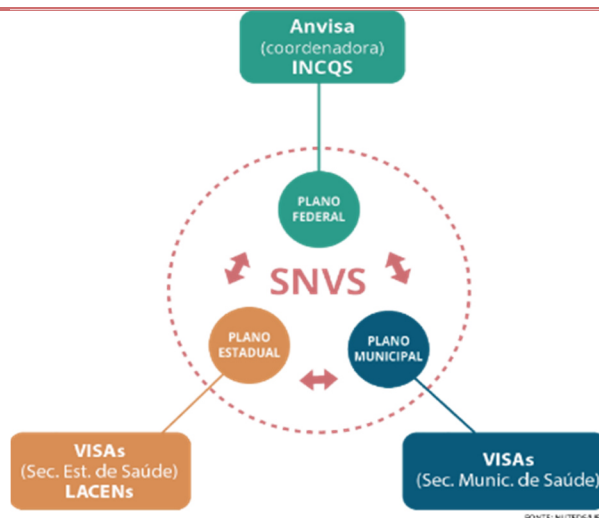 Anvisa
(coordenadora)
INCQS
PLANO
FEDERAL
SNVS
PLANO
ESTADUAL
PLANO
MUNICIPAL
VISAs
(Sec. Est. de Saúde)
LACENs
VISAs
(Sec. Munic. de Saúde)
FONTE: